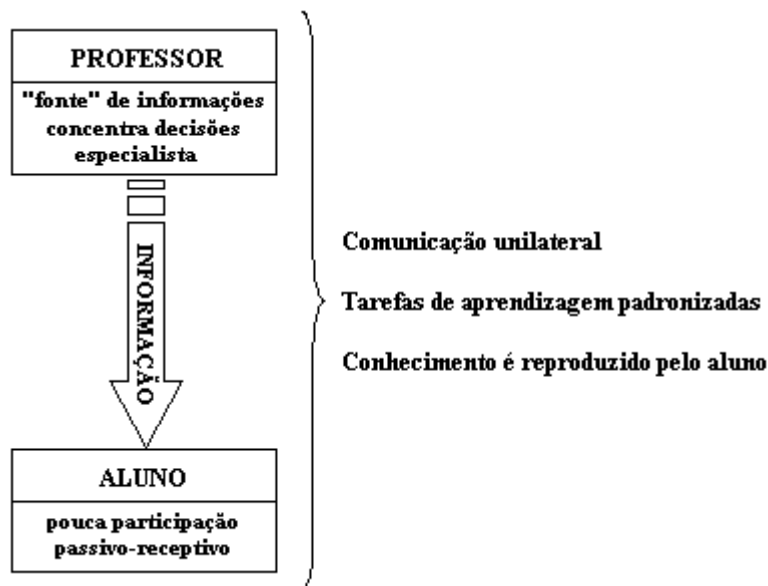 PROFESSOR
"fonte" de informações
concentra decisões
especialista
INFORMAÇÃO
ALUNO
pouca participação
passivo-receptivo
Comunicação unilateral
Tarefas de aprendizagem padronizadas
Conhecimento é reproduzido pelo aluno